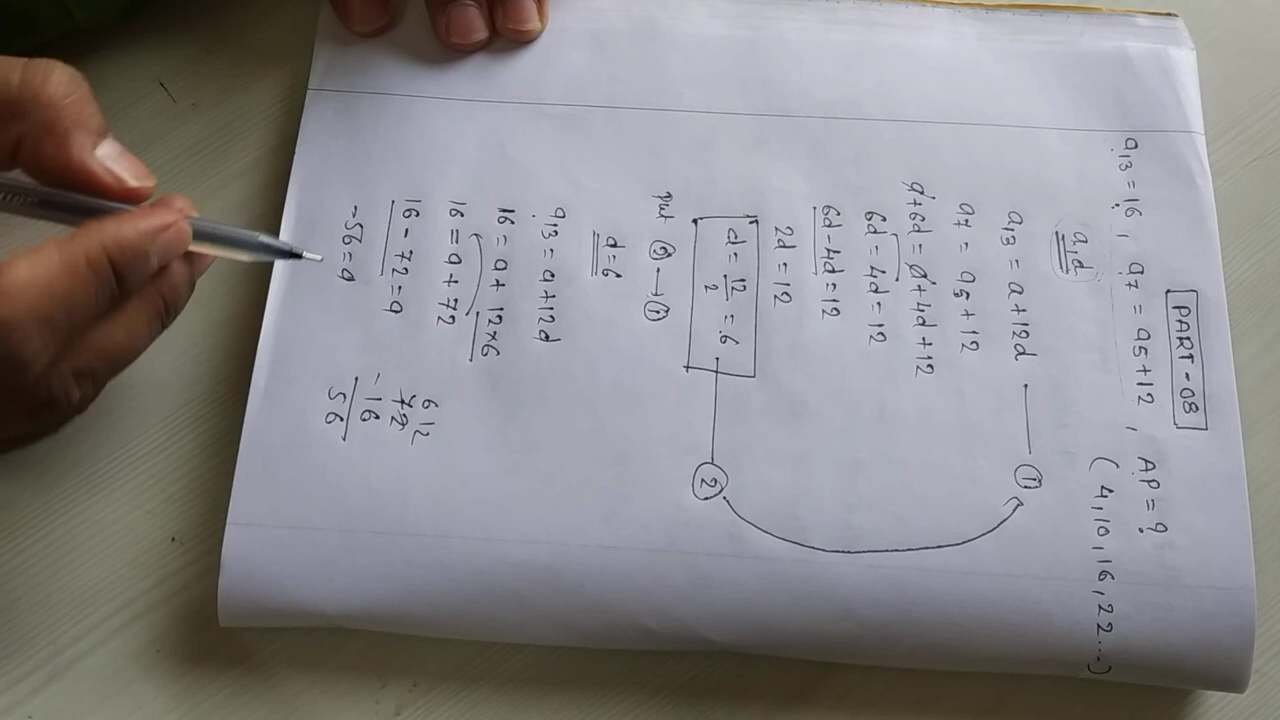 PART-08
a13 = 16, a7 = a5+12, AP = ?
(4,10,16,22...)
a,d
a13 = a+12d — ①
a7 = a5+12
a+6d = a+4d+12
6d = 4d = 12
6d-4d = 12
2d = 12
d = 12/2 = 6 — ②
Put ② → ①
d=6
a13 = a+12d
16 = a + 12×6
16 = a + 72
16 - 72 = a
-56 = a
6 12
72
-16
56